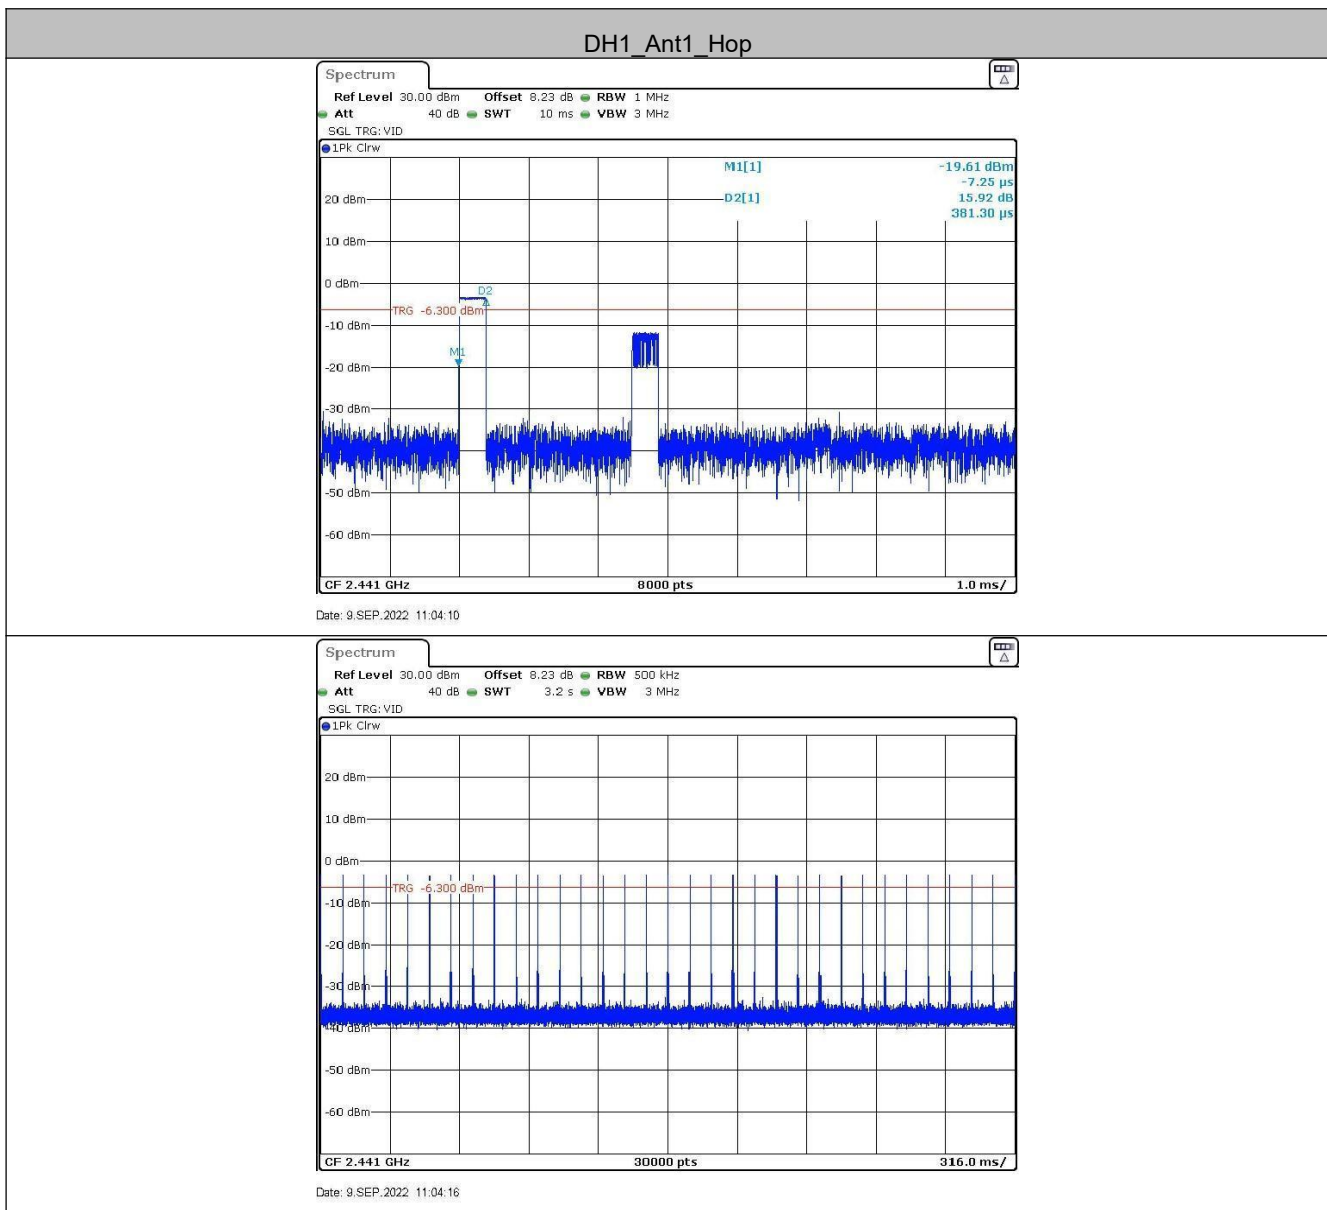 DH1_Ant1_Hop
Spectrum
Ref Level 30.00 dBm Offset 8.23 dB RBW 1 MHz
Att 40 dB SWT 10 ms VBW 3 MHz
SGL TRG:VID
1Pk Clrw
M1[1] -19.61 dBm
-7.25 µs
D2[1] 15.92 dB
381.30 µs
20 dBm
10 dBm
0 dBm
D2
TRG -6.300 dBm
-10 dBm
M1
-20 dBm
-30 dBm
-50 dBm
-60 dBm
CF 2.441 GHz 8000 pts 1.0 ms/
Date: 9.SEP.2022 11:04:10
Spectrum
Ref Level 30.00 dBm Offset 8.23 dB RBW 500 kHz
Att 40 dB SWT 3.2 s VBW 3 MHz
SGL TRG:VID
1Pk Clrw
20 dBm
10 dBm
0 dBm
TRG -6.300 dBm
-10 dBm
-20 dBm
-30 dBm
-40 dBm
-50 dBm
-60 dBm
CF 2.441 GHz 30000 pts 316.0 ms/
Date: 9.SEP.2022 11:04:16